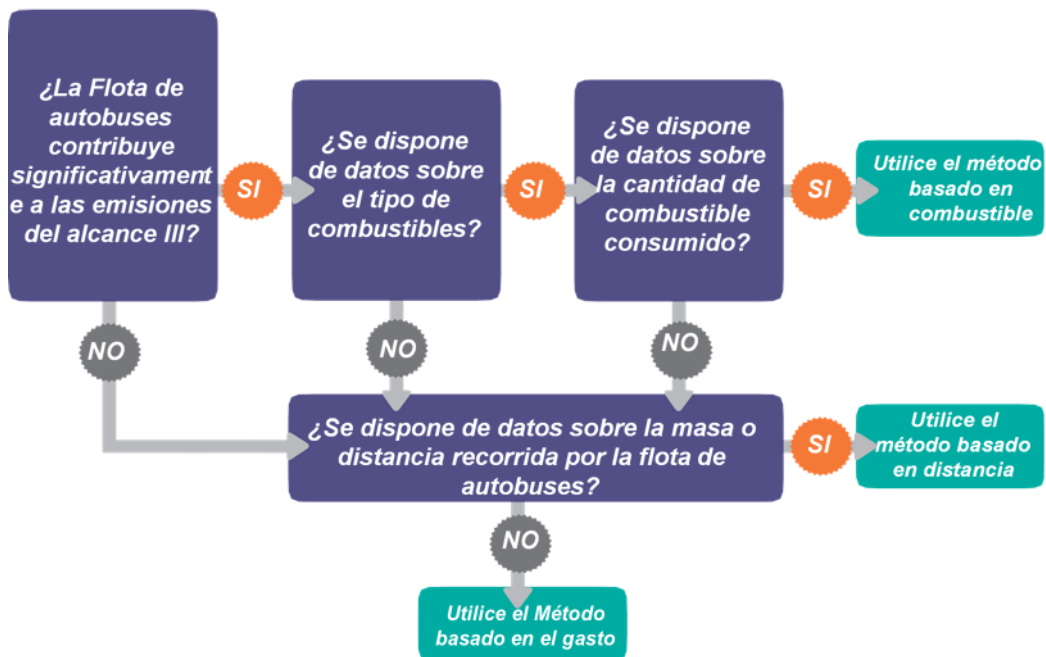 ¿La Flota de
autobuses
contribuye
significativament
e a las emisiones
del alcance III?
SI
¿Se dispone
de datos sobre
el tipo de
combustibles?
SI
¿Se dispone
de datos sobre
la cantidad de
combustible
consumido?
SI
Utilice el método
basado en
combustible
NO
NO
NO
¿Se dispone de datos sobre la masa o
distancia recorrida por la flota de
autobuses?
SI
Utilice el
método basado
en distancia
NO
Utilice el Método
basado en el gasto